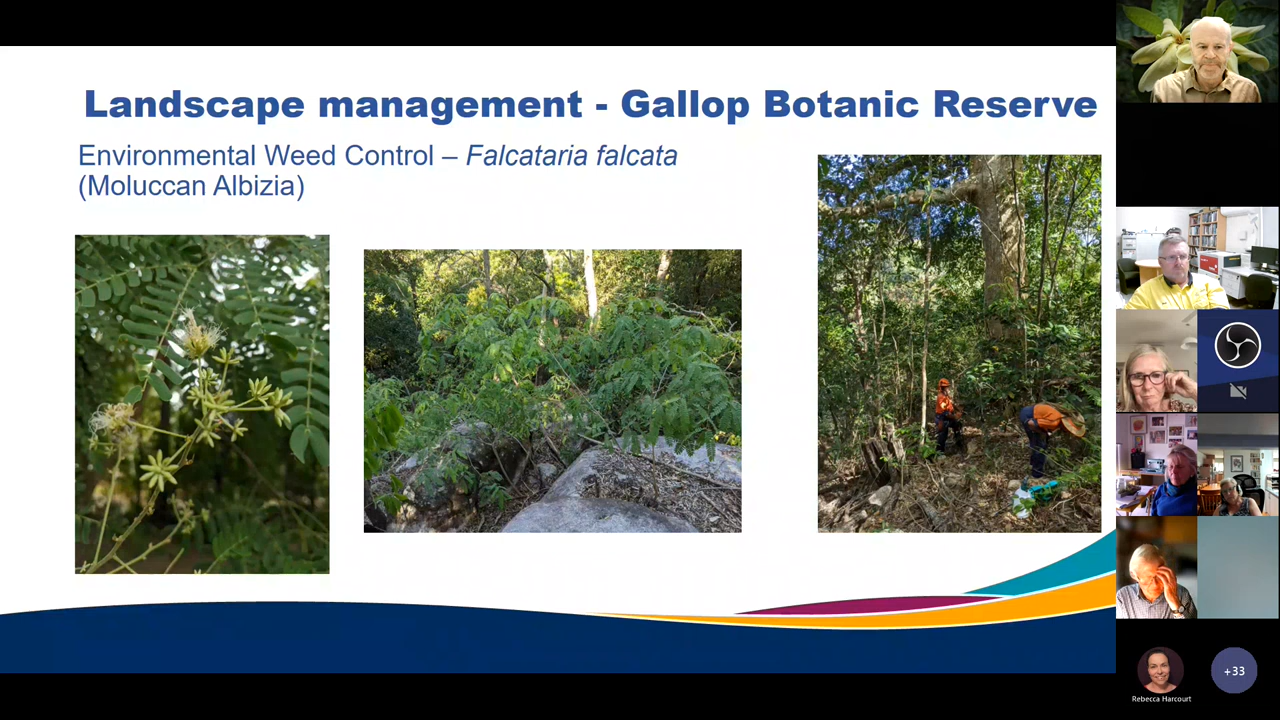 Landscape management - Gallop Botanic Reserve
Environmental Weed Control – Falcataria falcata
(Moluccan Albizia)
Rebecca Harcourt
+33